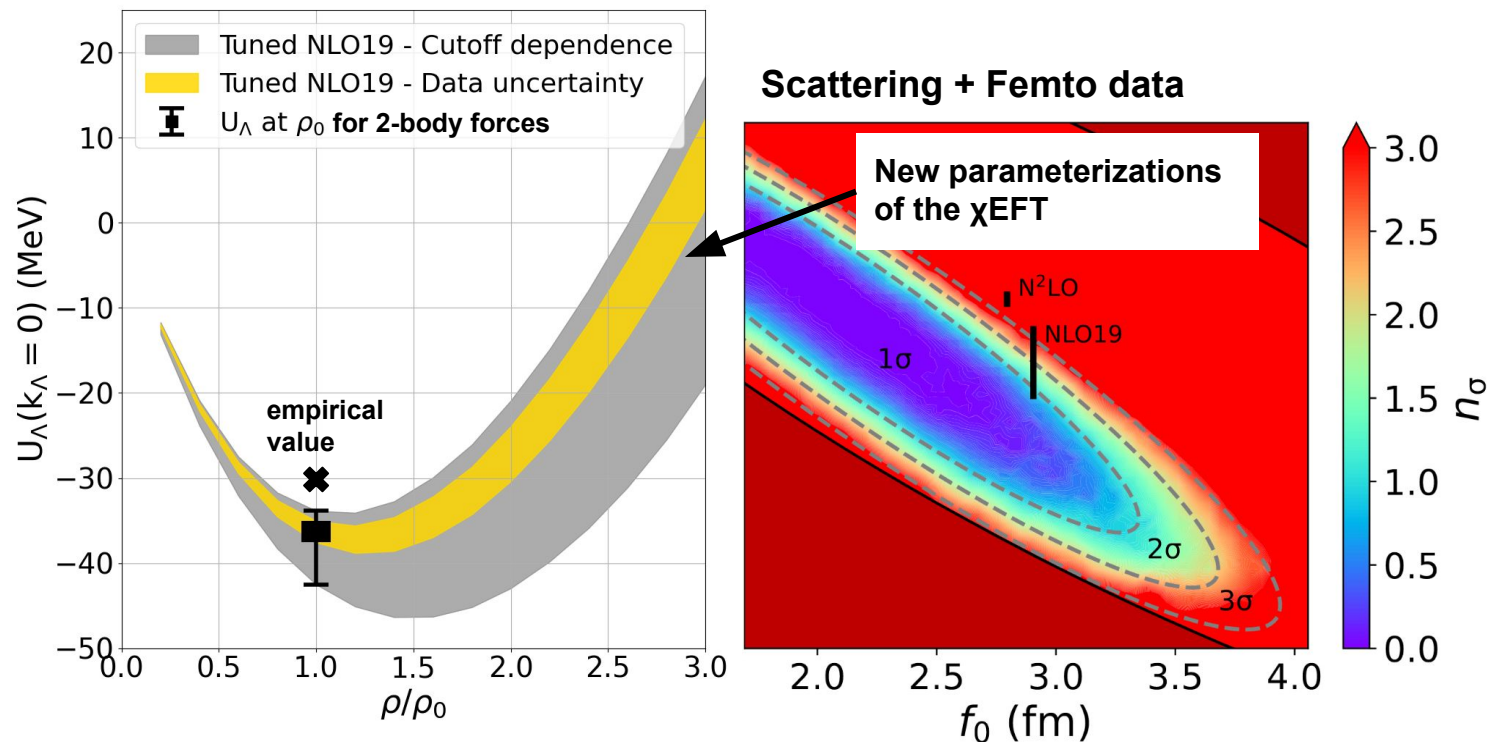 Tuned NLO19 - Cutoff dependence
Tuned NLO19 - Data uncertainty
U_Λ at ρ₀ for 2-body forces
empirical
value
20
10
0
−10
−20
−30
−40
−50
U_Λ(k_Λ = 0) (MeV)
0.0 0.5 1.0 1.5 2.0 2.5 3.0
ρ/ρ₀
Scattering + Femto data
New parameterizations
of the χEFT
N²LO
NLO19
1σ
2σ
3σ
2.0 2.5 3.0 3.5 4.0
f₀ (fm)
3.0
2.5
2.0
1.5
1.0
0.5
0.0
n_σ